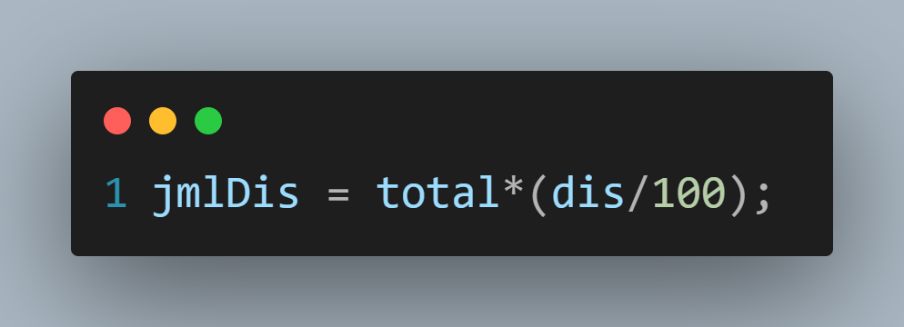 1 jmlDis = total*(dis/100);